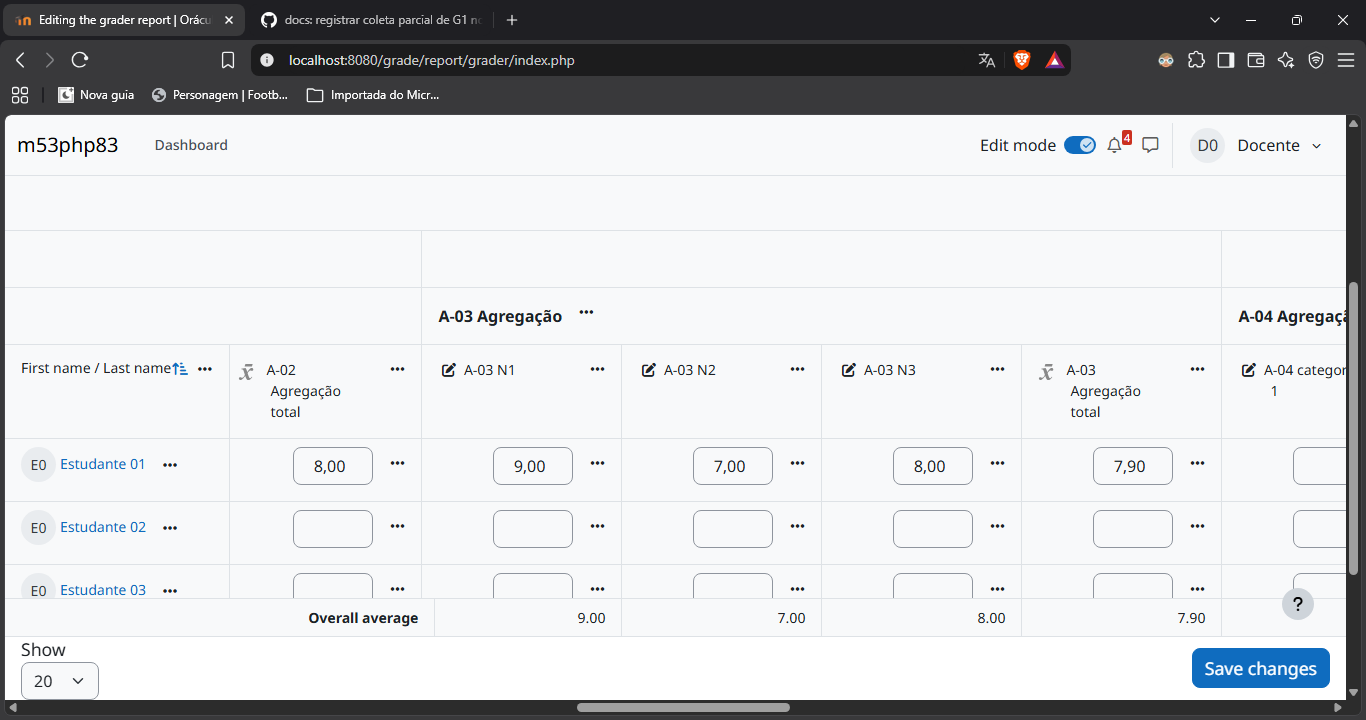 Editing the grader report | Orácu
docs: registrar coleta parcial de G1 no
localhost:8080/grade/report/grader/index.php
Nova guia
Personagem | Footb...
Importada do Micr...
m53php83
Dashboard
Edit mode
4
D0
Docente
A-03 Agregação
A-04 Agregaçã
First name / Last name
x̄ A-02 Agregação total
A-03 N1
A-03 N2
A-03 N3
x̄ A-03 Agregação total
A-04 categor 1
E0 Estudante 01 8,00 9,00 7,00 8,00 7,90
E0 Estudante 02
E0 Estudante 03
Overall average 9.00 7.00 8.00 7.90
?
Show
20
Save changes